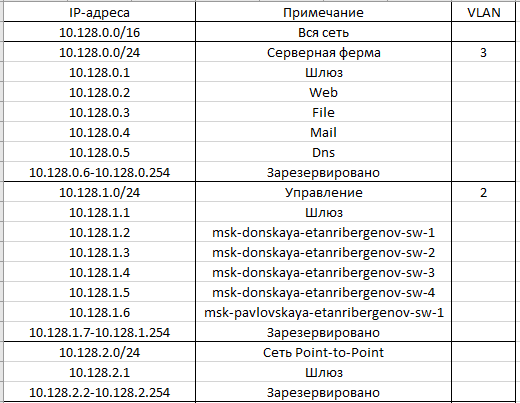 IP-адреса Примечание VLAN
10.128.0.0/16 Вся сеть
10.128.0.0/24 Серверная ферма 3
10.128.0.1 Шлюз
10.128.0.2 Web
10.128.0.3 File
10.128.0.4 Mail
10.128.0.5 Dns
10.128.0.6-10.128.0.254 Зарезервировано
10.128.1.0/24 Управление 2
10.128.1.1 Шлюз
10.128.1.2 msk-donskaya-etanribergenov-sw-1
10.128.1.3 msk-donskaya-etanribergenov-sw-2
10.128.1.4 msk-donskaya-etanribergenov-sw-3
10.128.1.5 msk-donskaya-etanribergenov-sw-4
10.128.1.6 msk-pavlovskaya-etanribergenov-sw-1
10.128.1.7-10.128.1.254 Зарезервировано
10.128.2.0/24 Сеть Point-to-Point
10.128.2.1 Шлюз
10.128.2.2-10.128.2.254 Зарезервировано